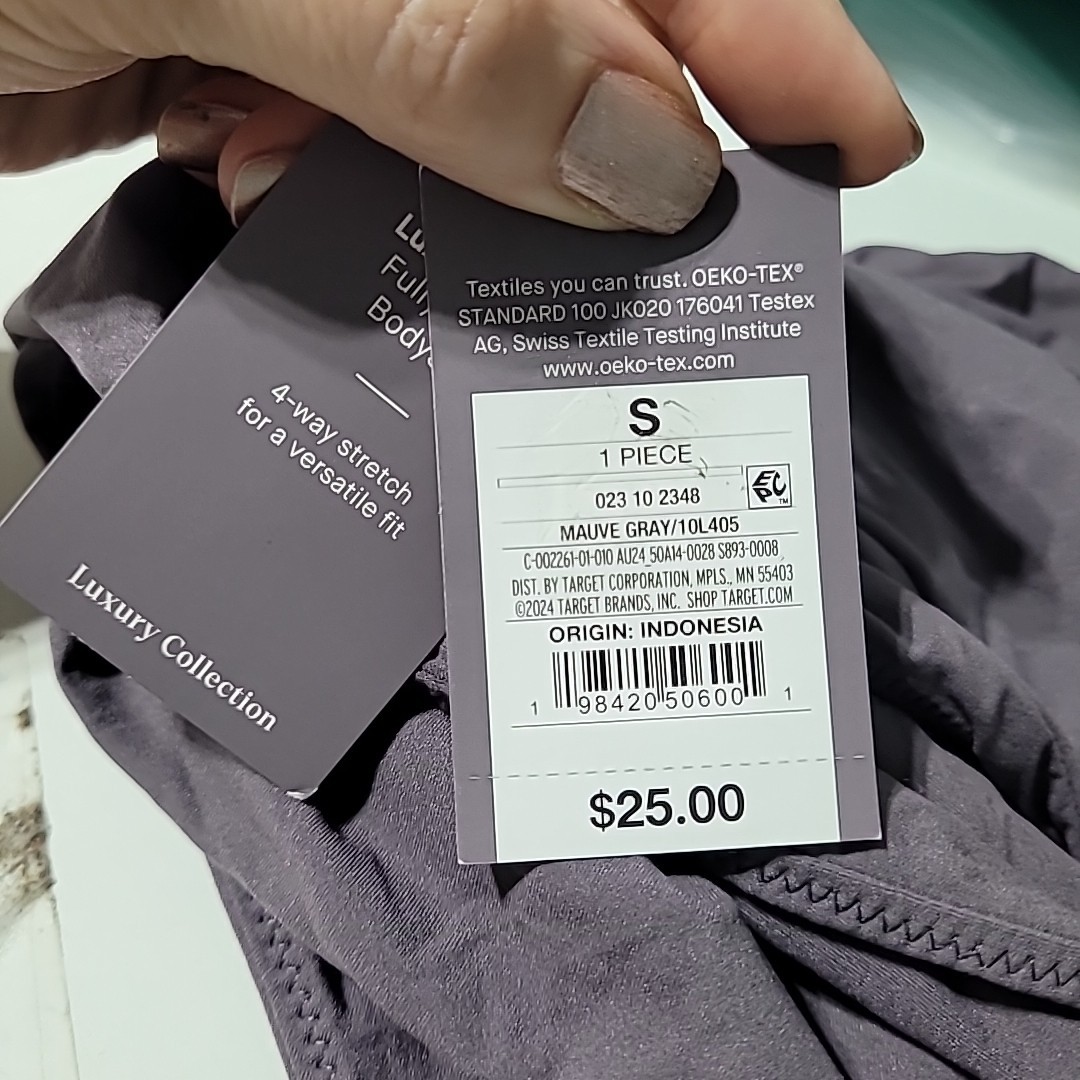 Full
Body
4-way stretch
for a versatile fit
Luxury Collection
Textiles you can trust. OEKO-TEX®
STANDARD 100 JK020 176041 Testex
AG, Swiss Textile Testing Institute
www.oeko-tex.com
S
1 PIECE
023 10 2348
EPC™
MAUVE GRAY/10L405
C-002261-01-010 AU24_50A14-0028 S893-0008
DIST. BY TARGET CORPORATION, MPLS., MN 55403
©2024 TARGET BRANDS, INC. SHOP TARGET.COM
ORIGIN: INDONESIA
1 98420 50600 1
$25.00